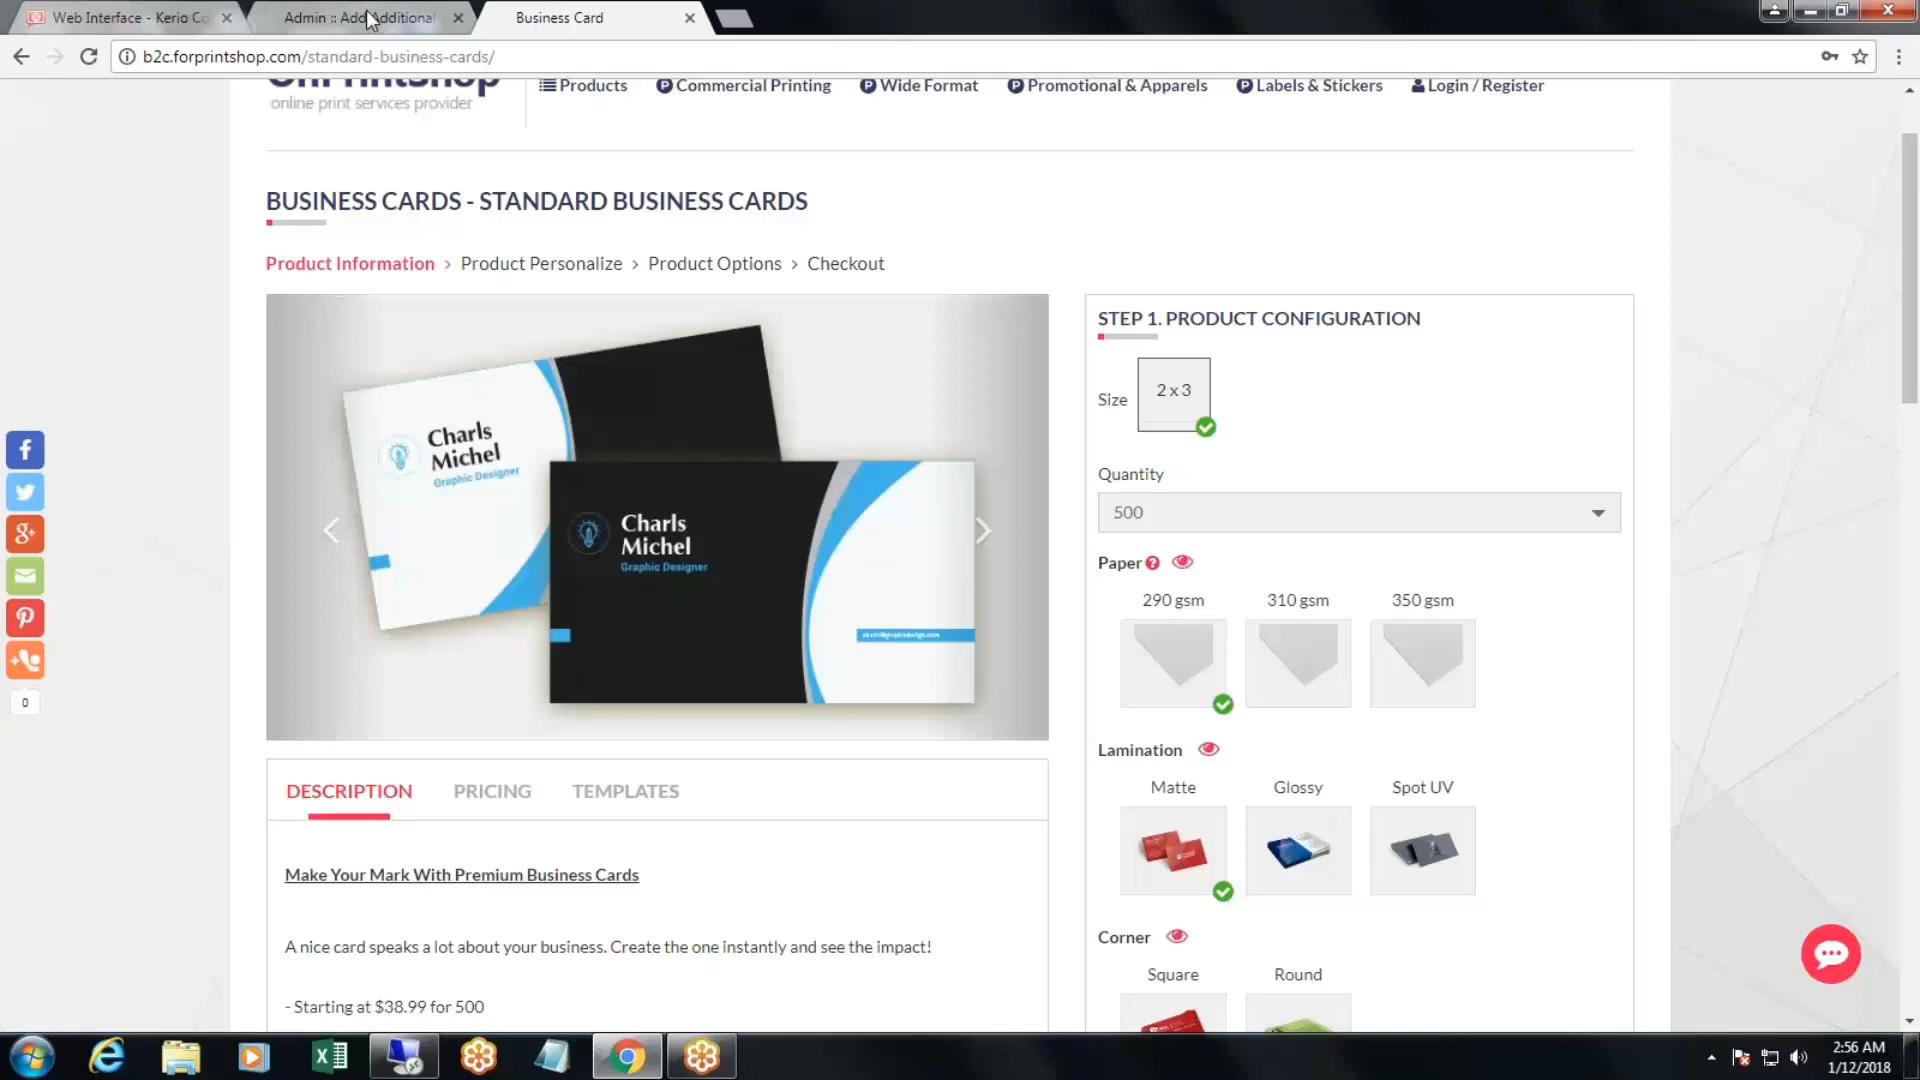 Web Interface - Kerio Co
Admin :: Add Additional
Business Card
b2c.forprintshop.com/standard-business-cards/
OnPrintShop
online print services provider
Products
Commercial Printing
Wide Format
Promotional & Apparels
Labels & Stickers
Login / Register
BUSINESS CARDS - STANDARD BUSINESS CARDS
Product Information > Product Personalize > Product Options > Checkout
Charls
Michel
Graphic Designer
Charls
Michel
Graphic Designer
STEP 1. PRODUCT CONFIGURATION
Size
2 x 3
Quantity
500
Paper
290 gsm
310 gsm
350 gsm
Lamination
Matte
Glossy
Spot UV
Corner
Square
Round
0
DESCRIPTION
PRICING
TEMPLATES
Make Your Mark With Premium Business Cards
A nice card speaks a lot about your business. Create the one instantly and see the impact!
- Starting at $38.99 for 500
2:56 AM
1/12/2018